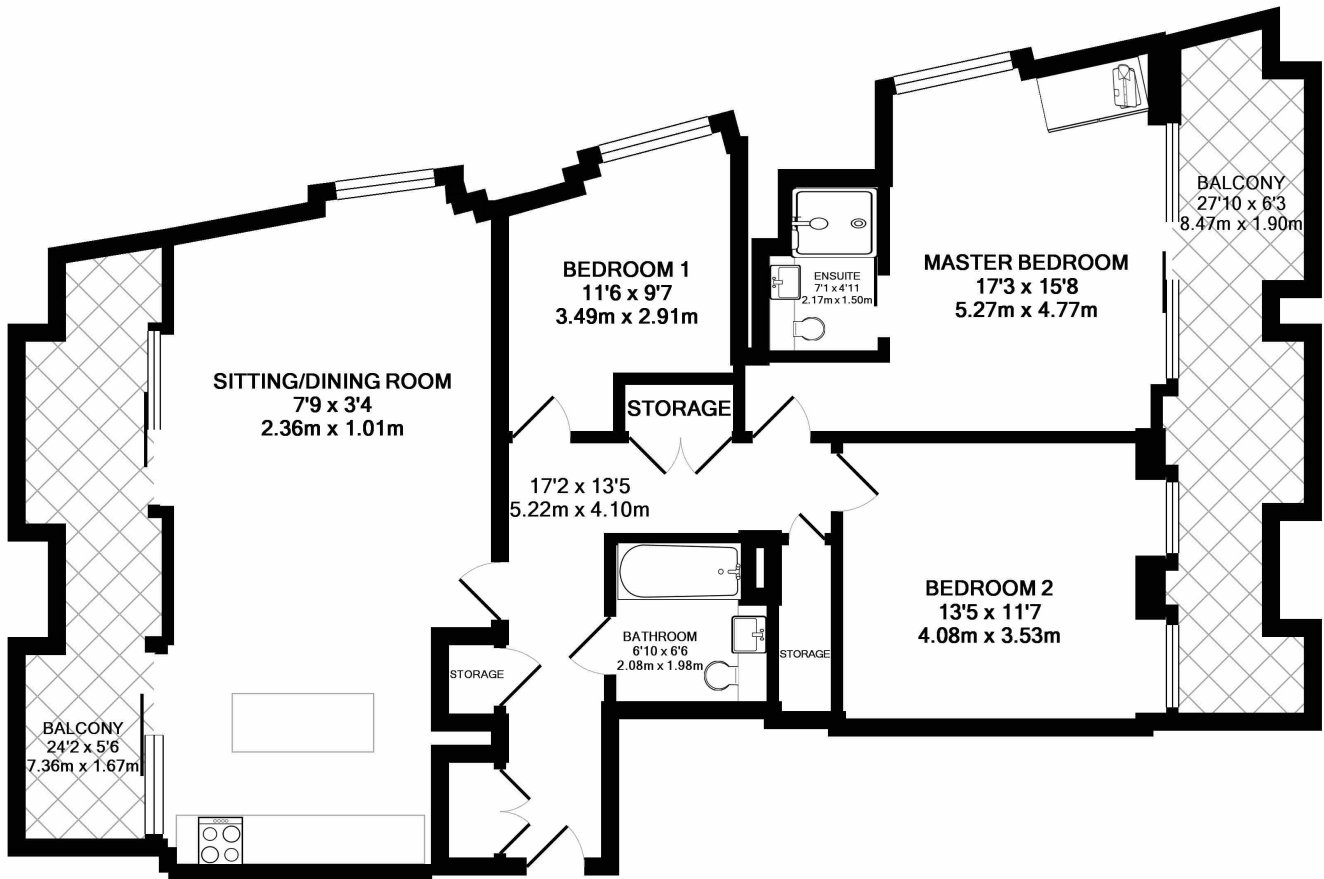 BALCONY
27'10 x 6'3
8.47m x 1.90m
MASTER BEDROOM
17'3 x 15'8
5.27m x 4.77m
ENSUITE
7'1 x 4'11
2.17m x 1.50m
BEDROOM 1
11'6 x 9'7
3.49m x 2.91m
SITTING/DINING ROOM
7'9 x 3'4
2.36m x 1.01m
STORAGE
17'2 x 13'5
5.22m x 4.10m
BEDROOM 2
13'5 x 11'7
4.08m x 3.53m
BATHROOM
6'10 x 6'6
2.08m x 1.98m
STORAGE
STORAGE
BALCONY
24'2 x 5'6
7.36m x 1.67m